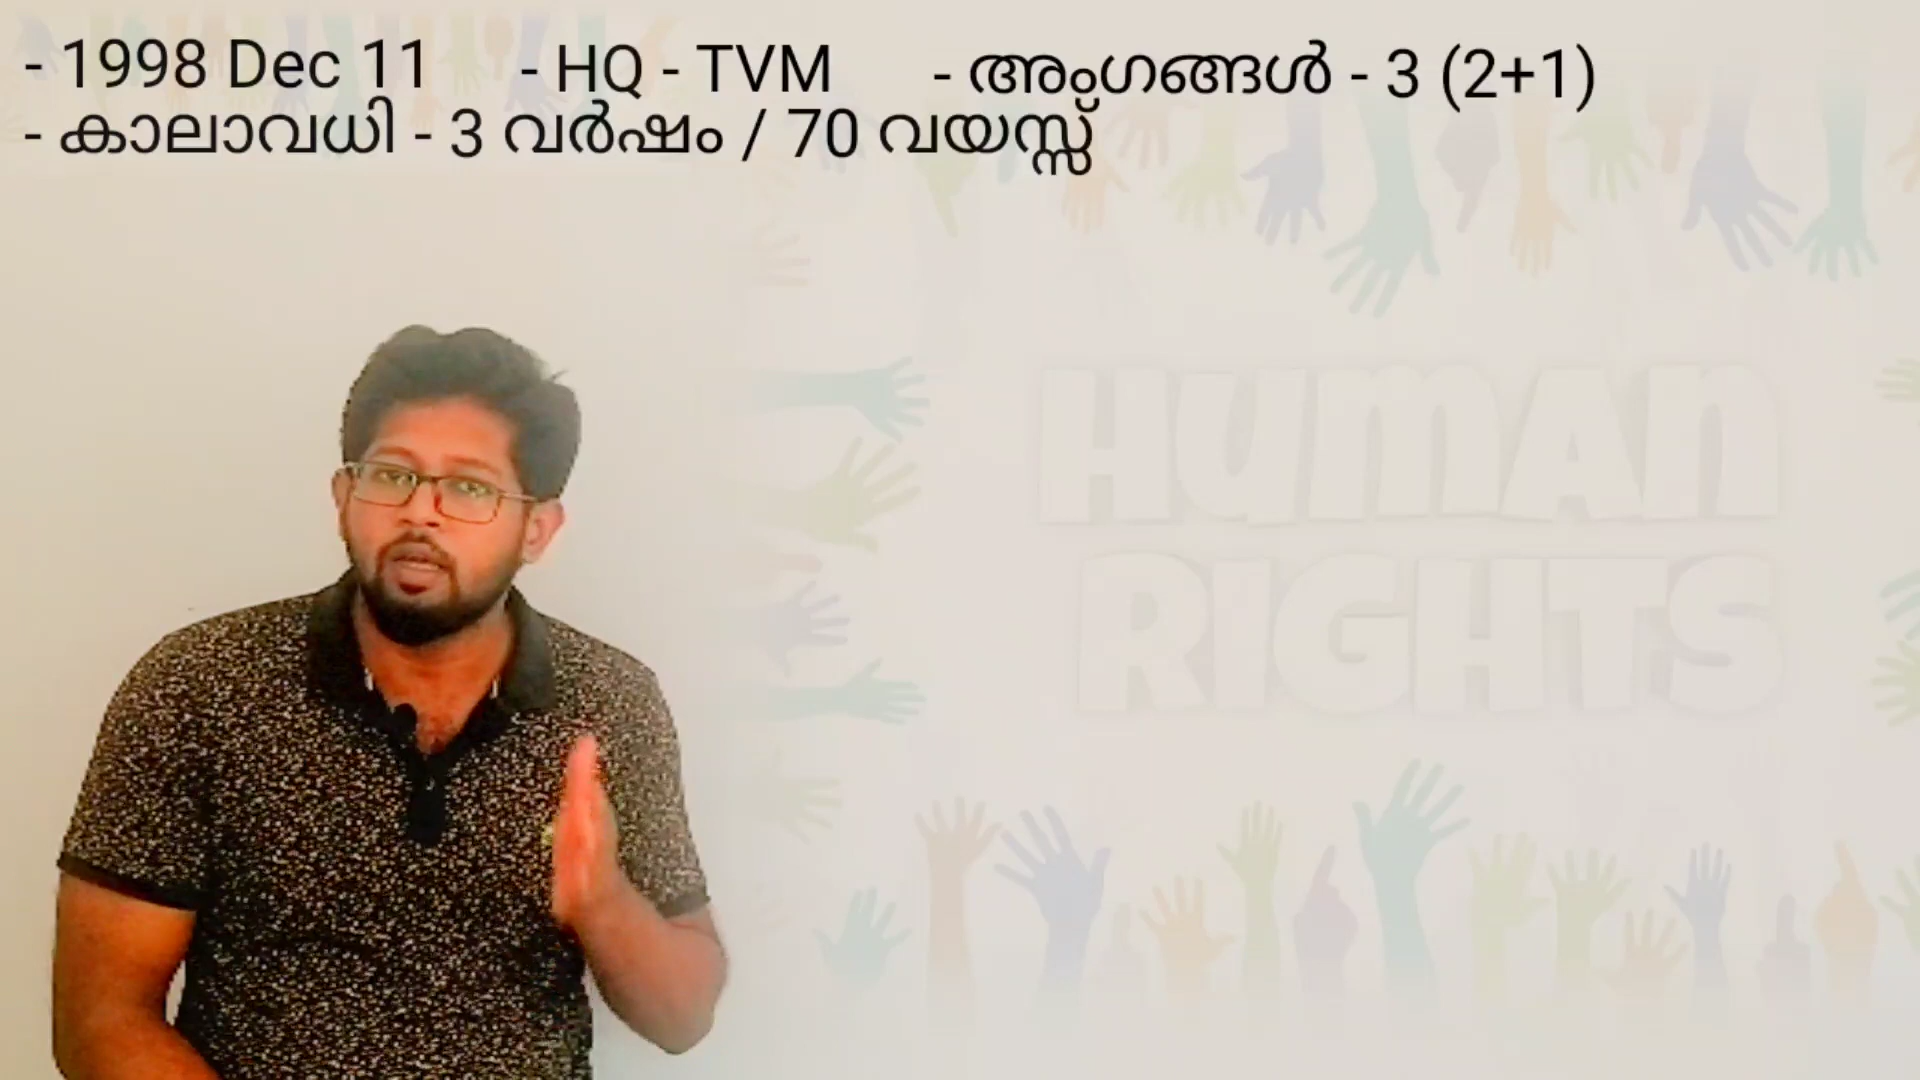 - 1998 Dec 11 - HQ - TVM - അംഗങ്ങൾ - 3 (2+1)
- കാലാവധി - 3 വർഷം / 70 വയസ്സ്
HUMAN
RIGHTS